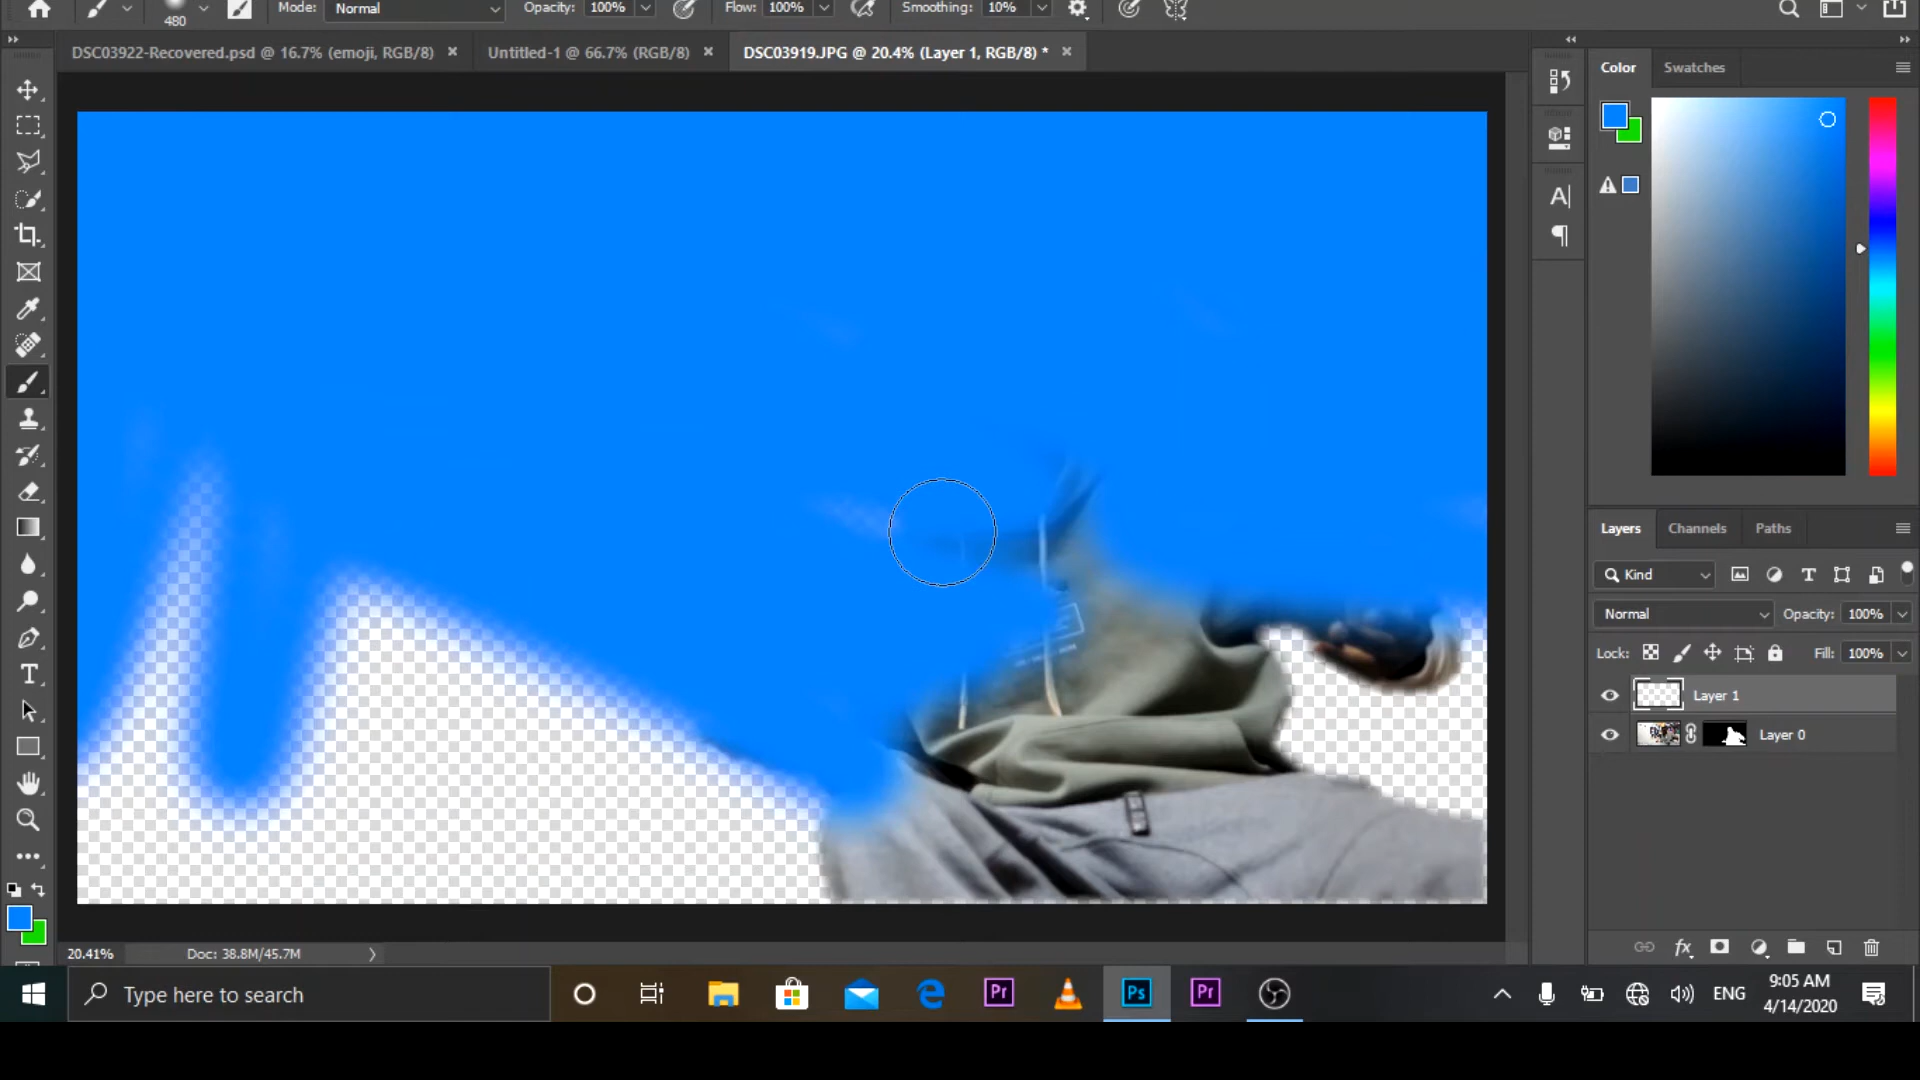 480
Mode: Normal
Opacity: 100%
Flow: 100%
Smoothing: 10%
DSC03922-Recovered.psd @ 16.7% (emoji, RGB/8)
Untitled-1 @ 66.7% (RGB/8)
DSC03919.JPG @ 20.4% (Layer 1, RGB/8) *
Color
Swatches
Layers
Channels
Paths
Kind
Normal
Opacity: 100%
Lock:
Fill: 100%
Layer 1
Layer 0
20.41%
Doc: 38.8M/45.7M
Type here to search
Pr
Ps
Pr
ENG
9:05 AM
4/14/2020